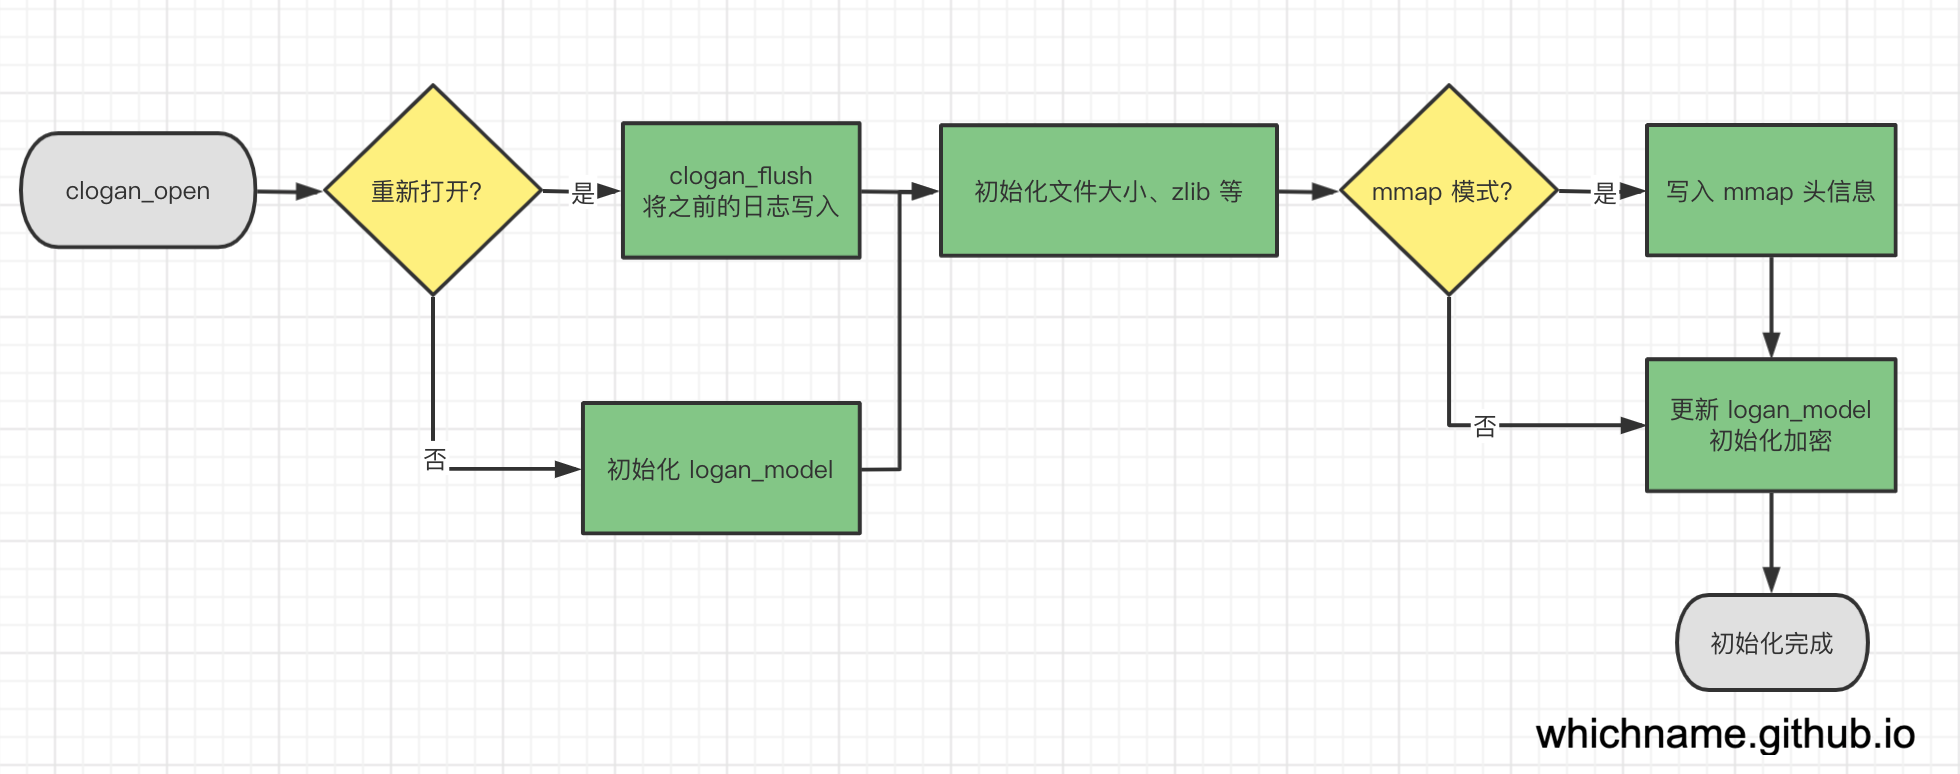 clogan_open
重新打开?
是
clogan_flush
将之前的日志写入
初始化文件大小、zlib 等
mmap 模式?
是
写入 mmap 头信息
否
初始化 logan_model
否
更新 logan_model
初始化加密
初始化完成
whichname.github.io